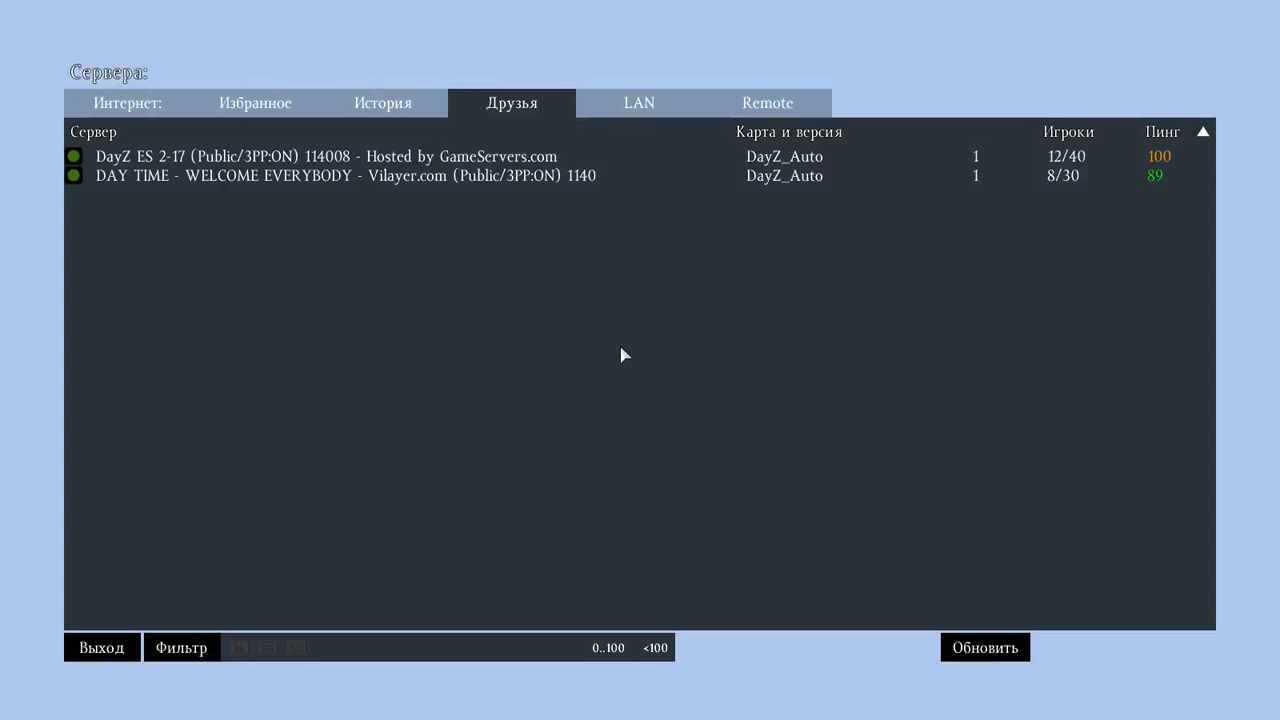 Сервера:
Интернет: Избранное История Друзья LAN Remote
Сервер Карта и версия Игроки Пинг
DayZ ES 2-17 (Public/3PP:ON) 114008 - Hosted by GameServers.com DayZ_Auto 1 12/40 100
DAY TIME - WELCOME EVERYBODY - Vilayer.com (Public/3PP:ON) 1140 DayZ_Auto 1 8/30 89
Выход Фильтр 0..100 <100 Обновить